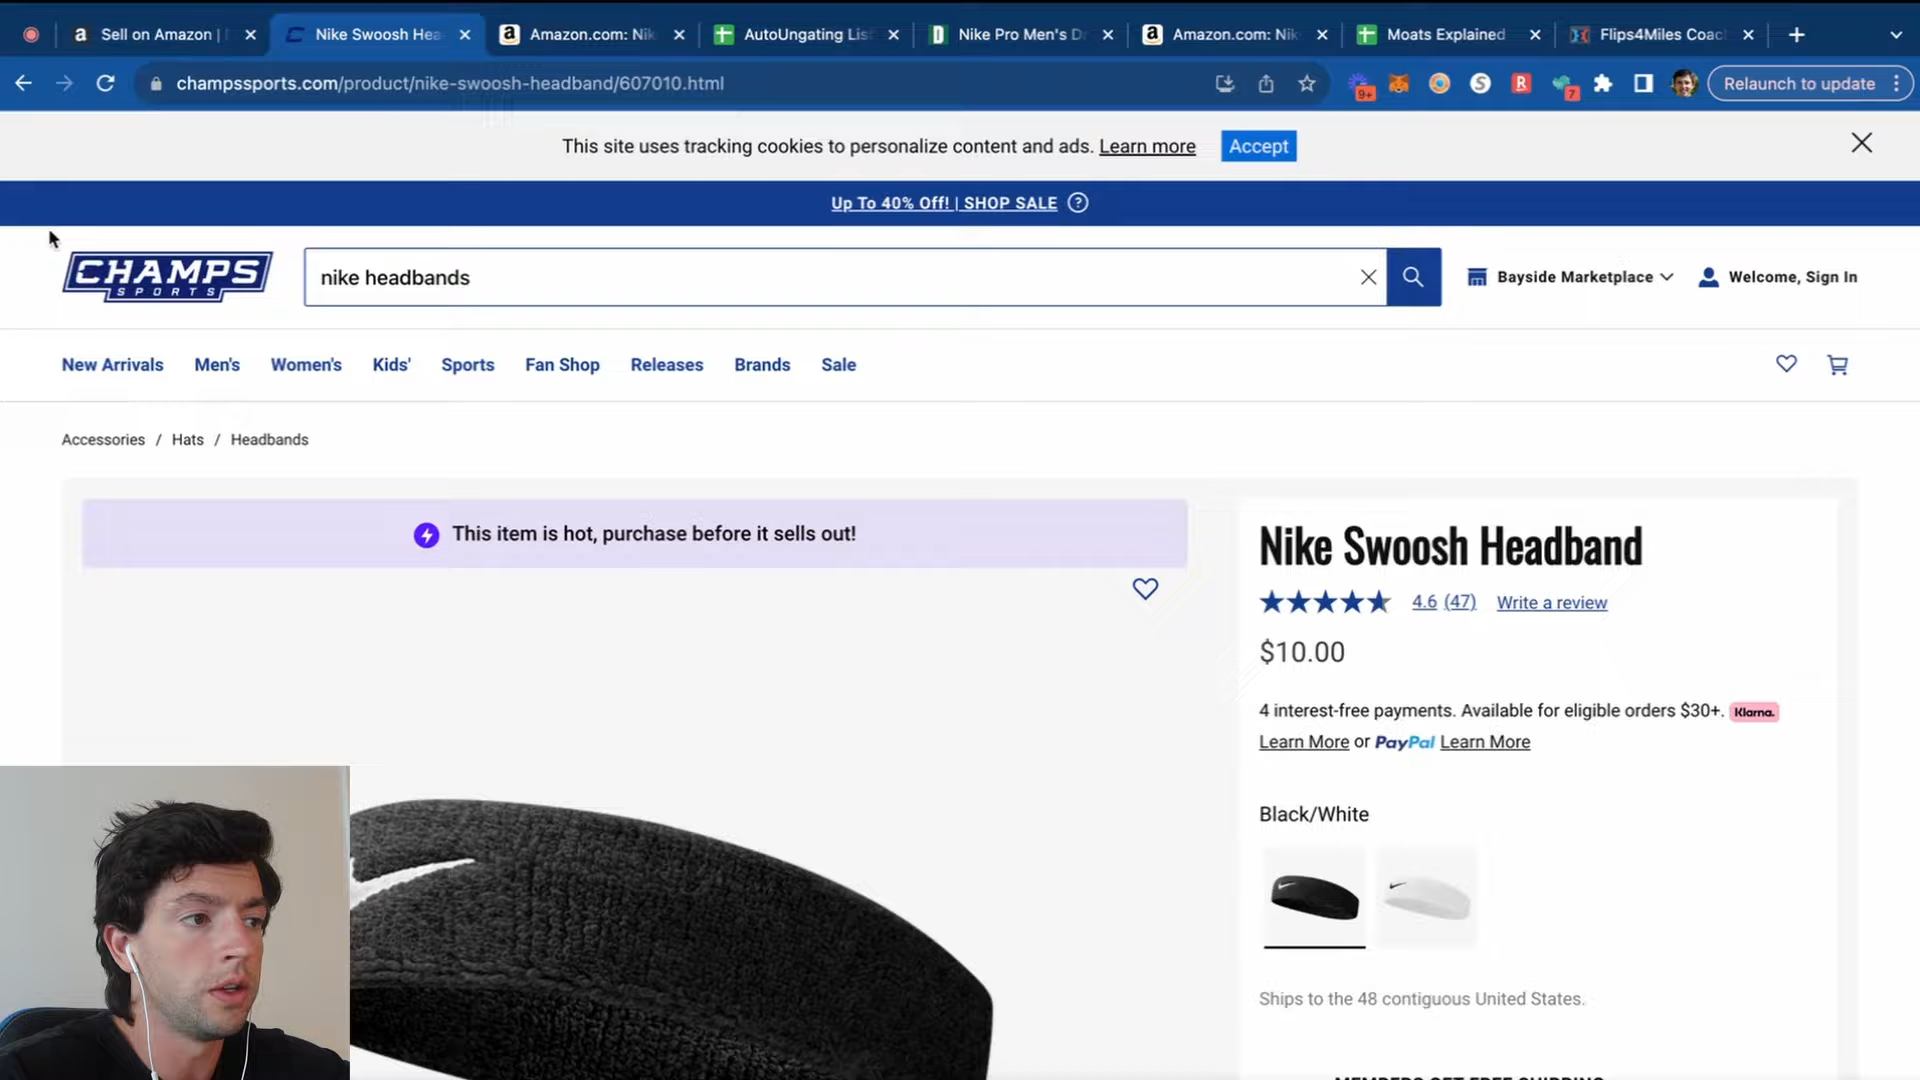 Sell on Amazon |
Nike Swoosh Hea
Amazon.com: Nik
AutoUngating Lis
Nike Pro Men's D
Amazon.com: Nik
Moats Explained
Flips4Miles Coac
champssports.com/product/nike-swoosh-headband/607010.html
9+
7
Relaunch to update
This site uses tracking cookies to personalize content and ads. Learn more
Accept
Up To 40% Off! | SHOP SALE
CHAMPS
SPORTS
nike headbands
Bayside Marketplace
Welcome, Sign In
New Arrivals Men's Women's Kids' Sports Fan Shop Releases Brands Sale
Accessories / Hats / Headbands
This item is hot, purchase before it sells out!
Nike Swoosh Headband
4.6 (47) Write a review
$10.00
4 interest-free payments. Available for eligible orders $30+. Klarna.
Learn More or PayPal Learn More
Black/White
Ships to the 48 contiguous United States.
MEMBERS GET FREE SHIPPING